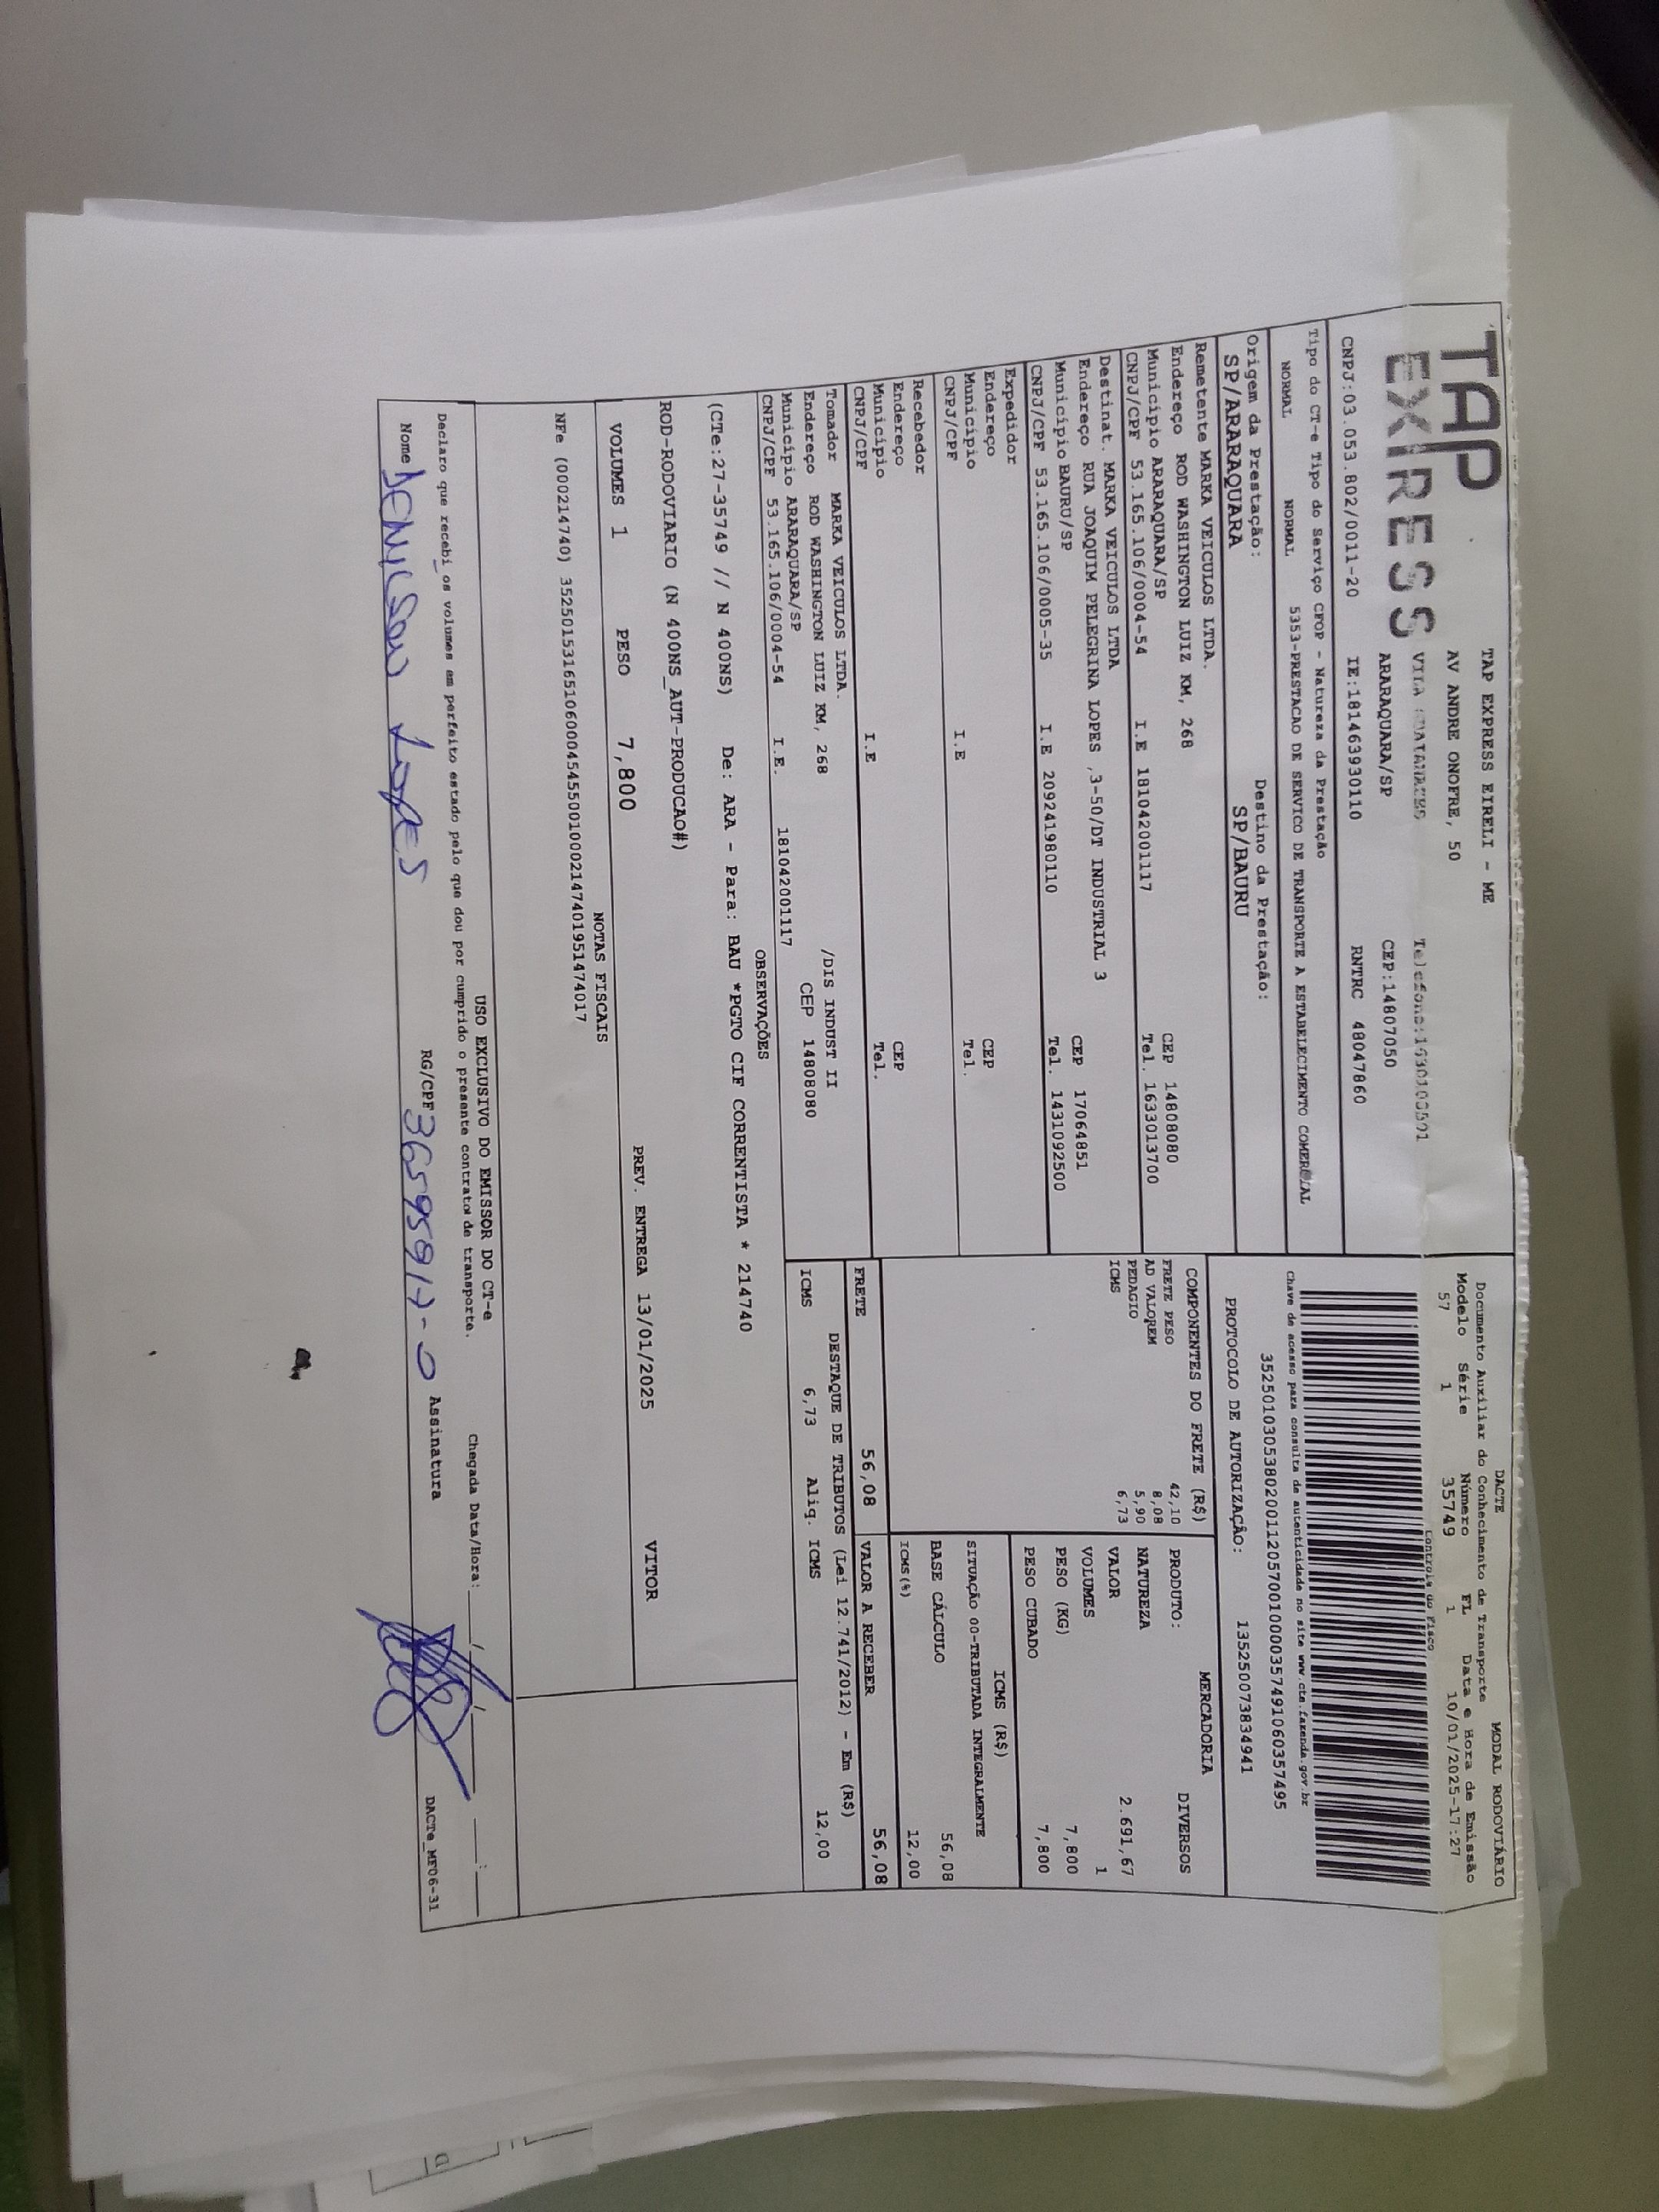 TAP
EXPRESS
TAP EXPRESS EIRELI - ME
AV ANDRE ONOFRE, 50
VITA
ARARAQUARA/SP CEP:14807050
CNPJ:03.053.802/0011-20 IE:181463930110 RNTRC 48047860
Tipo do CT-e Tipo do Serviço CFOP - Natureza da Prestação
NORMAL NORMAL 5353-PRESTACAO DE SERVICO DE TRANSPORTE A ESTABELECIMENTO COMERCIAL
Origem da Prestação: Destino da Prestação:
SP/ARARAQUARA SP/BAURU
DACTE MODAL RODOVIÁRIO
Documento Auxiliar do Conhecimento de Transporte
Modelo Série Número FL Data e Hora de Emissão
57 1 35749 1 10/01/2025-17:27
Controle do Fisco
Chave de acesso para consulta de autenticidade no site www.cte.fazenda.gov.br
35250103053802001120570010000357491060357495
PROTOCOLO DE AUTORIZAÇÃO: 135250073834941
Remetente MARKA VEICULOS LTDA.
Endereço ROD WASHINGTON LUIZ KM, 268 CEP 14808080
Município ARARAQUARA/SP Tel. 1633013700
CNPJ/CPF 53.165.106/0004-54 I.E 181042001117
Destinat. MARKA VEICULOS LTDA
Endereço RUA JOAQUIM PELEGRINA LOPES ,3-50/DT INDUSTRIAL 3 CEP 17064851
Município BAURU/SP Tel. 1431092500
CNPJ/CPF 53.165.106/0005-35 I.E 209241980110
Expedidor
Endereço CEP
Município Tel.
CNPJ/CPF I.E
Recebedor
Endereço CEP
Município Tel.
CNPJ/CPF I.E
Tomador MARKA VEICULOS LTDA. /DIS INDUST II
Endereço ROD WASHINGTON LUIZ KM, 268 CEP 14808080
Município ARARAQUARA/SP
CNPJ/CPF 53.165.106/0004-54 I.E. 181042001117
COMPONENTES DO FRETE (R$)
FRETE PESO 42,10
AD VALOREM 8,08
PEDAGIO 5,90
ICMS 6,73
MERCADORIA
PRODUTO: DIVERSOS
NATUREZA
VALOR 2.691,67
VOLUMES 1
PESO (KG) 7,800
PESO CUBADO 7,800
ICMS (R$)
SITUAÇÃO 00-TRIBUTADA INTEGRALMENTE
BASE CÁLCULO 56,08
ICMS(%) 12,00
FRETE 56,08 VALOR A RECEBER 56,08
DESTAQUE DE TRIBUTOS (Lei 12.741/2012) - Em (R$)
ICMS 6,73 Aliq. ICMS 12,00
OBSERVAÇÕES
(CTe:27-35749 // N 400NS) De: ARA - Para: BAU *PGTO CIF CORRENTISTA * 214740
ROD-RODOVIARIO (N 400NS_AUT-PRODUCAO#)
VOLUMES 1 PESO 7,800 PREV. ENTREGA 13/01/2025 VITOR
NOTAS FISCAIS
NFe (000214740) 35250153165106000454550010002147401951474017
USO EXCLUSIVO DO EMISSOR DO CT-e
Declaro que recebi os volumes em perfeito estado pelo que dou por cumprido o presente contrato de transporte. Chegada Data/Hora: ___/___/___ ___:___
Nome DENILSON LOPES RG/CPF Assinatura
DACTe_MF06-31